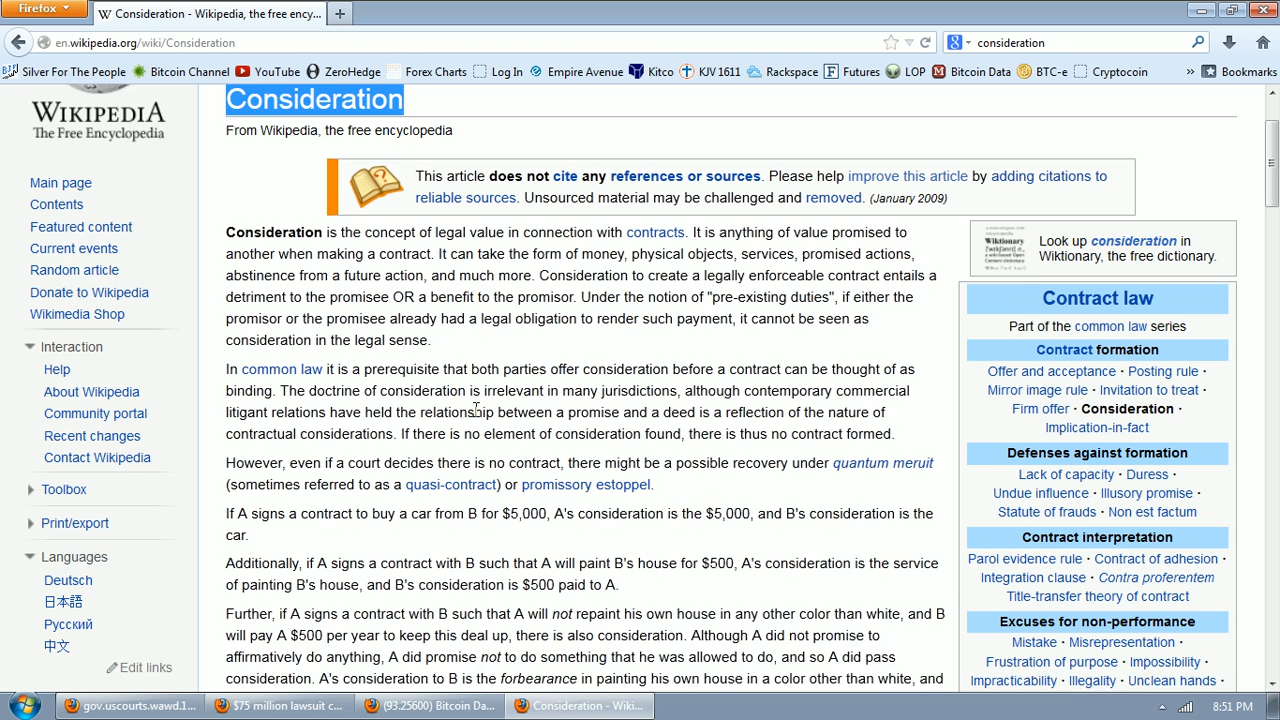 Firefox
Consideration - Wikipedia, the free ency...
en.wikipedia.org/wiki/Consideration
consideration
Silver For The People
Bitcoin Channel
YouTube
ZeroHedge
Forex Charts
Log In
Empire Avenue
Kitco
KJV 1611
Rackspace
Futures
LOP
Bitcoin Data
BTC-e
Cryptocoin
»
Bookmarks
WIKIPEDIA
The Free Encyclopedia
Main page
Contents
Featured content
Current events
Random article
Donate to Wikipedia
Wikimedia Shop
Interaction
Help
About Wikipedia
Community portal
Recent changes
Contact Wikipedia
Toolbox
Print/export
Languages
Deutsch
日本語
Русский
中文
Edit links
Consideration
From Wikipedia, the free encyclopedia
This article does not cite any references or sources. Please help improve this article by adding citations to
reliable sources. Unsourced material may be challenged and removed. (January 2009)
Consideration is the concept of legal value in connection with contracts. It is anything of value promised to
another when making a contract. It can take the form of money, physical objects, services, promised actions,
abstinence from a future action, and much more. Consideration to create a legally enforceable contract entails a
detriment to the promisee OR a benefit to the promisor. Under the notion of "pre-existing duties", if either the
promisor or the promisee already had a legal obligation to render such payment, it cannot be seen as
consideration in the legal sense.
In common law it is a prerequisite that both parties offer consideration before a contract can be thought of as
binding. The doctrine of consideration is irrelevant in many jurisdictions, although contemporary commercial
litigant relations have held the relationship between a promise and a deed is a reflection of the nature of
contractual considerations. If there is no element of consideration found, there is thus no contract formed.
However, even if a court decides there is no contract, there might be a possible recovery under quantum meruit
(sometimes referred to as a quasi-contract) or promissory estoppel.
If A signs a contract to buy a car from B for $5,000, A's consideration is the $5,000, and B's consideration is the
car.
Additionally, if A signs a contract with B such that A will paint B's house for $500, A's consideration is the service
of painting B's house, and B's consideration is $500 paid to A.
Further, if A signs a contract with B such that A will not repaint his own house in any other color than white, and B
will pay A $500 per year to keep this deal up, there is also consideration. Although A did not promise to
affirmatively do anything, A did promise not to do something that he was allowed to do, and so A did pass
consideration. A's consideration to B is the forbearance in painting his own house in a color other than white, and
Wiktionary
Look up consideration in
Wiktionary, the free dictionary.
Contract law
Part of the common law series
Contract formation
Offer and acceptance · Posting rule ·
Mirror image rule · Invitation to treat ·
Firm offer · Consideration ·
Implication-in-fact
Defenses against formation
Lack of capacity · Duress ·
Undue influence · Illusory promise ·
Statute of frauds · Non est factum
Contract interpretation
Parol evidence rule · Contract of adhesion ·
Integration clause · Contra proferentem ·
Title-transfer theory of contract
Excuses for non-performance
Mistake · Misrepresentation ·
Frustration of purpose · Impossibility ·
Impracticability · Illegality · Unclean hands ·
gov.uscourts.wawd.1...
$75 million lawsuit c...
(93.25600) Bitcoin Da...
Consideration - Wiki...
8:51 PM